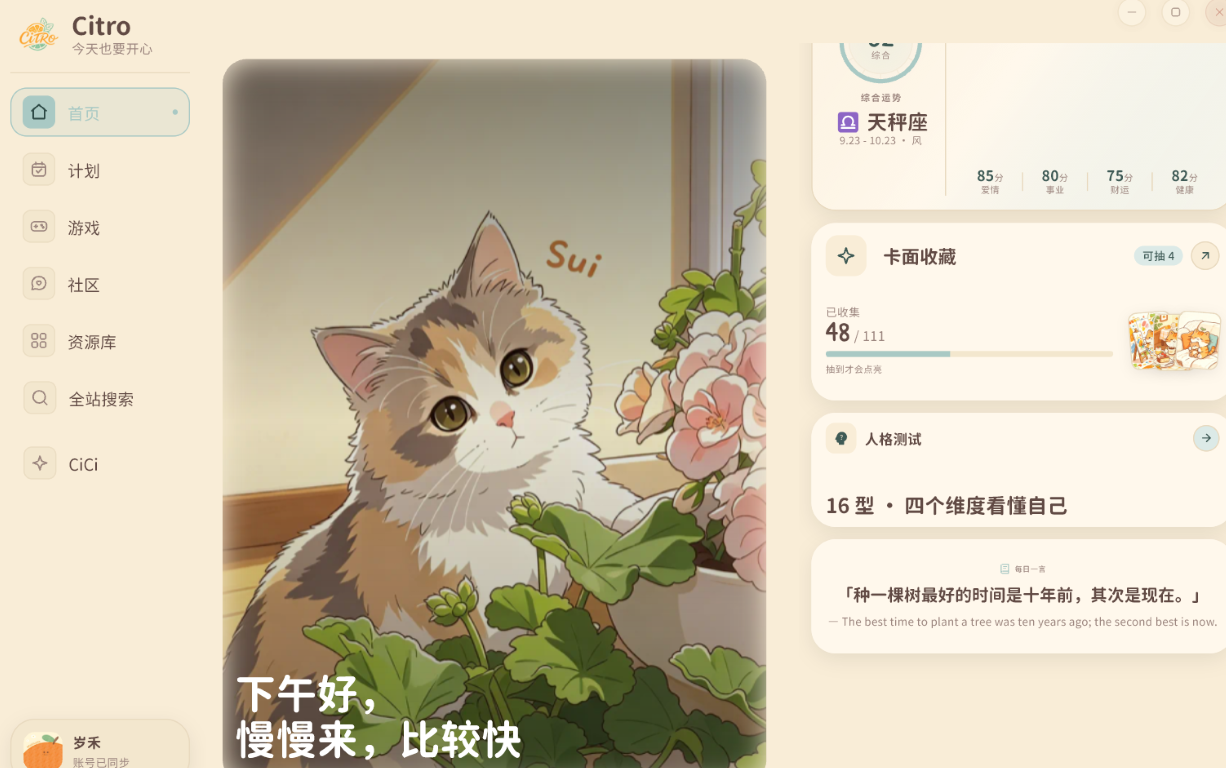 CITRO
Citro
今天也要开心
首页
计划
游戏
社区
资源库
全站搜索
CiCi
岁禾
账号已同步
Sui
下午好，
慢慢来，比较快
综合
综合运势
天秤座
9.23 - 10.23 • 风
85分
爱情
80分
事业
75分
财运
82分
健康
卡面收藏
可抽 4
已收集
48 / 111
抽到才会点亮
人格测试
16 型 • 四个维度看懂自己
每日一言
「种一棵树最好的时间是十年前，其次是现在。」
— The best time to plant a tree was ten years ago; the second best is now.